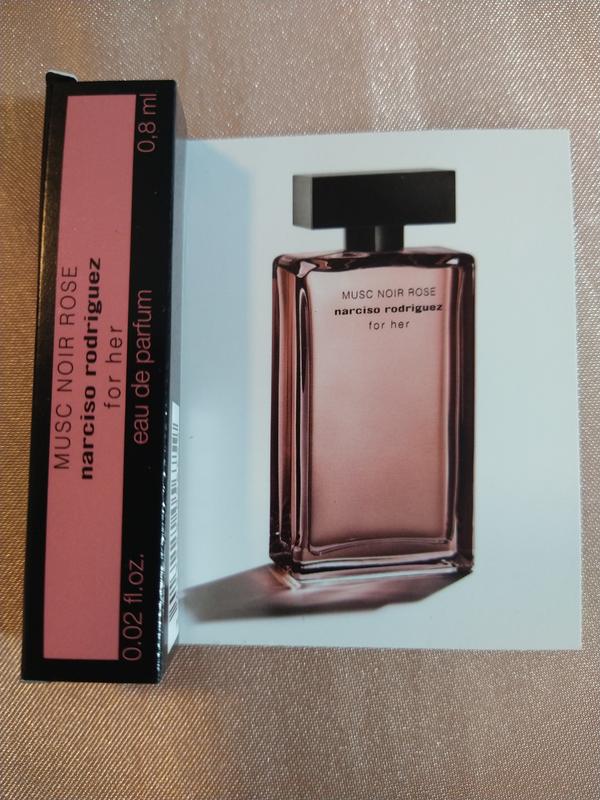 MUSC NOIR ROSE
narciso rodriguez
for her
0.02 fl.oz.
eau de parfum
0,8 ml
MUSC NOIR ROSE
narciso rodriguez
for her